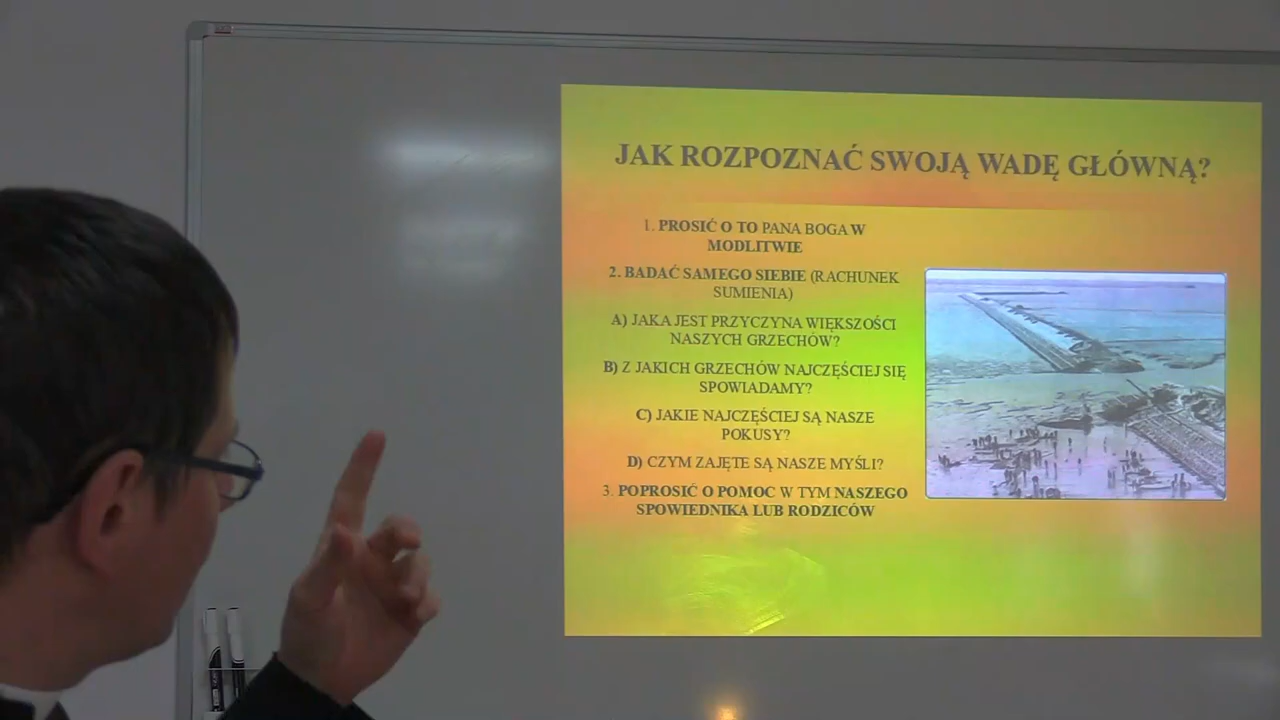 JAK ROZPOZNAĆ SWOJĄ WADĘ GŁÓWNĄ?
1. PROSIĆ O TO PANA BOGA W
MODLITWIE
2. BADAĆ SAMEGO SIEBIE (RACHUNEK
SUMIENIA)
A) JAKA JEST PRZYCZYNA WIĘKSZOŚCI
NASZYCH GRZECHÓW?
B) Z JAKICH GRZECHÓW NAJCZĘŚCIEJ SIĘ
SPOWIADAMY?
C) JAKIE NAJCZĘŚCIEJ SĄ NASZE
POKUSY?
D) CZYM ZAJĘTE SĄ NASZE MYŚLI?
3. POPROSIĆ O POMOC W TYM NASZEGO
SPOWIEDNIKA LUB RODZICÓW